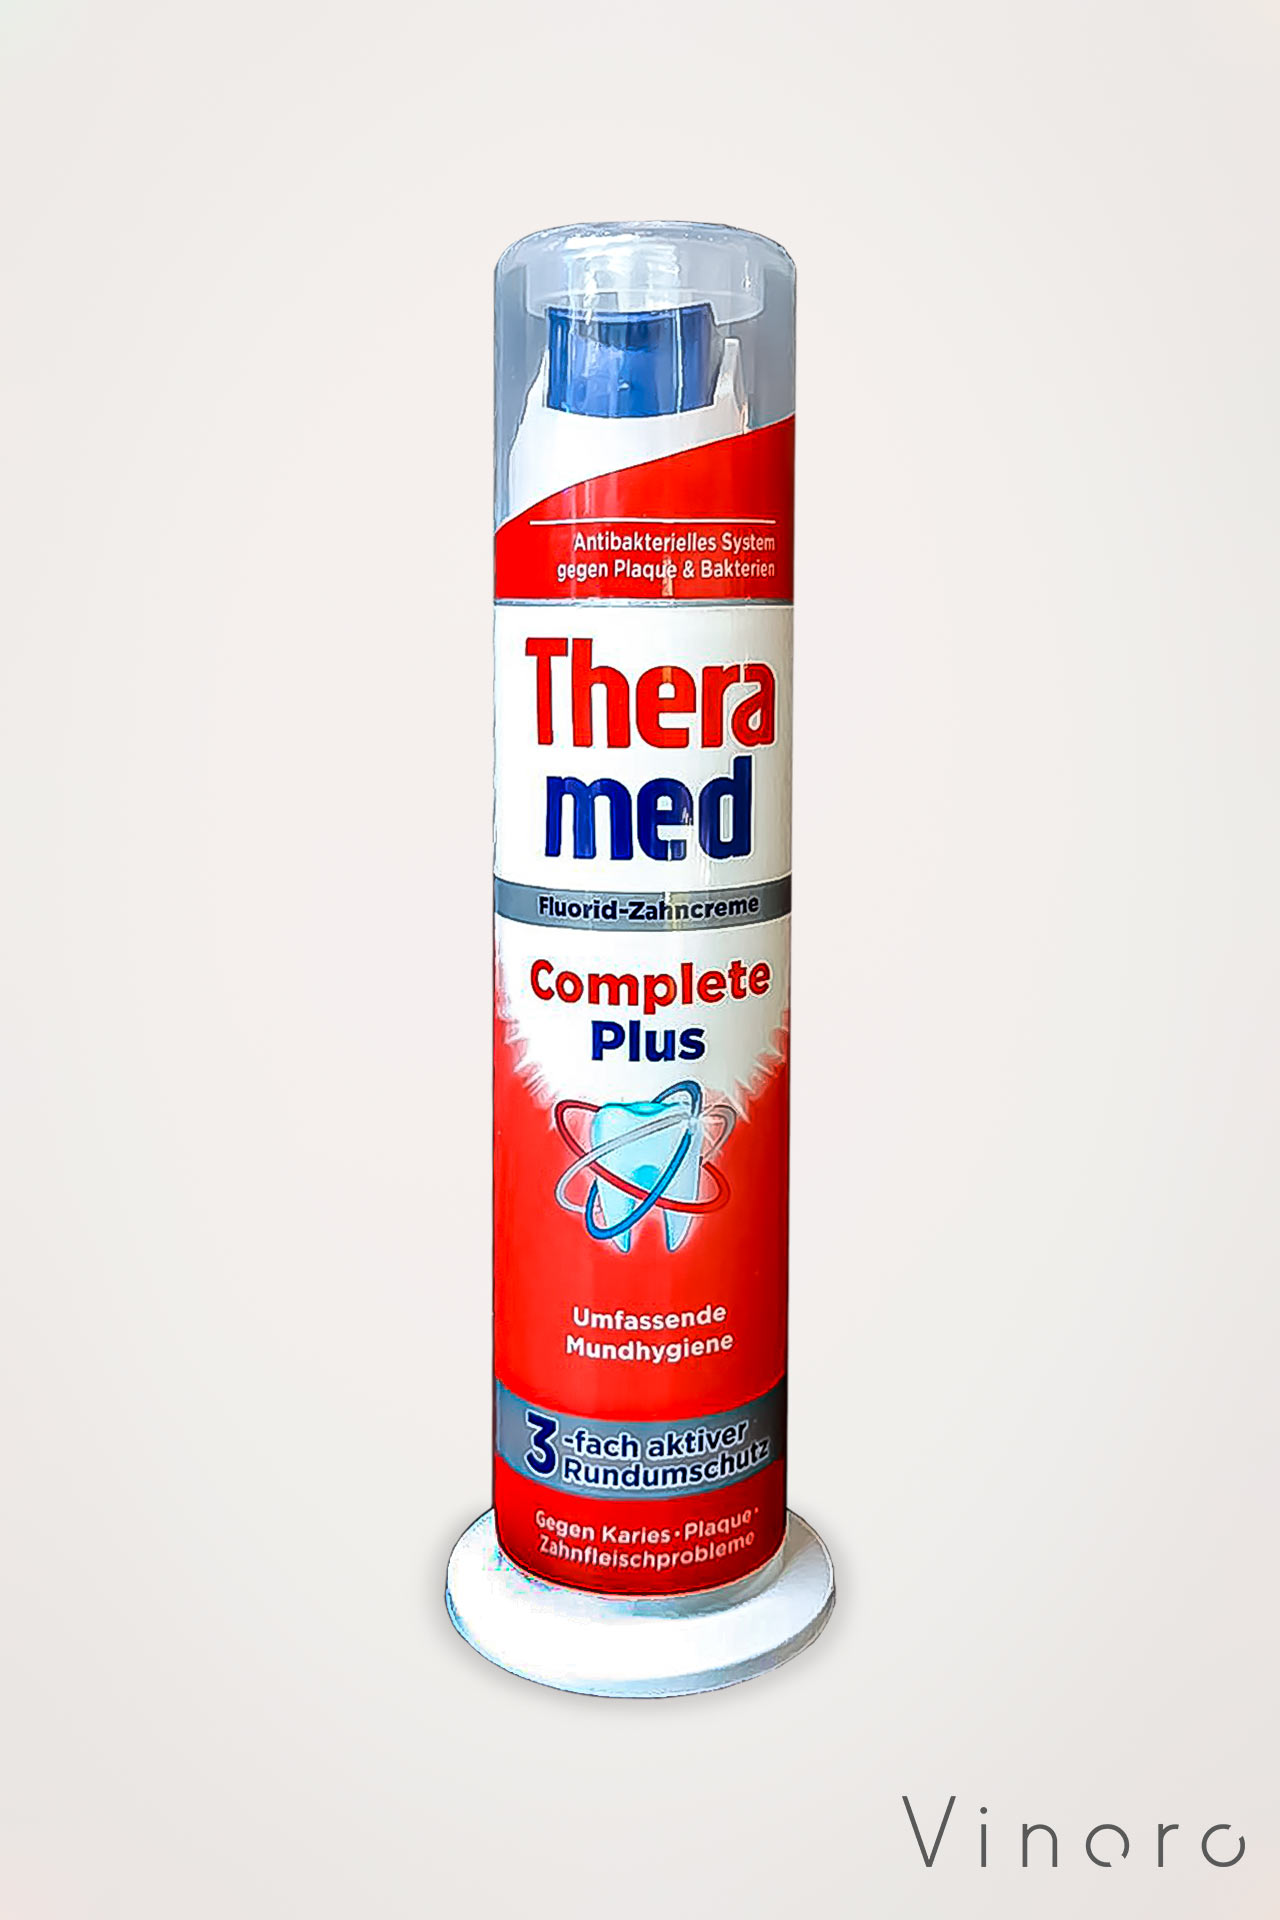 Antibakterielles System
gegen Plaque & Bakterien
Thera
med
Fluorid-Zahncreme
Complete
Plus
Umfassende
Mundhygiene
3-fach aktiver
Rundumschutz
Gegen Karies · Plaque ·
Zahnfleischprobleme
Vinoro